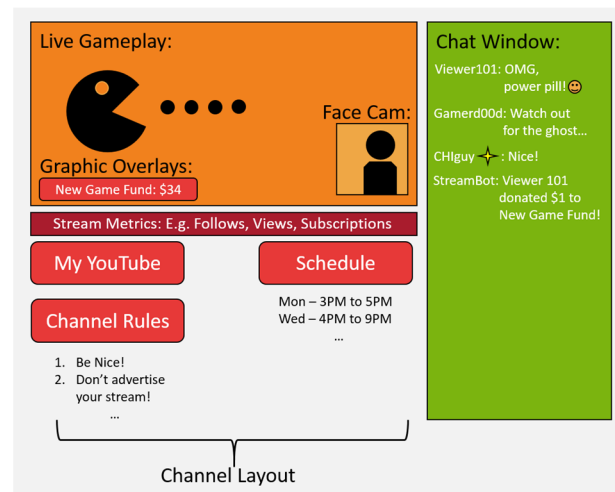 Live Gameplay:
Face Cam:
Graphic Overlays:
New Game Fund: $34
Stream Metrics: E.g. Follows, Views, Subscriptions
My YouTube
Channel Rules
1. Be Nice!
2. Don't advertise
your stream!
...
Schedule
Mon – 3PM to 5PM
Wed – 4PM to 9PM
...
Channel Layout
Chat Window:
Viewer101: OMG,
power pill!
Gamerd00d: Watch out
for the ghost...
CHIguy : Nice!
StreamBot: Viewer 101
donated $1 to
New Game Fund!